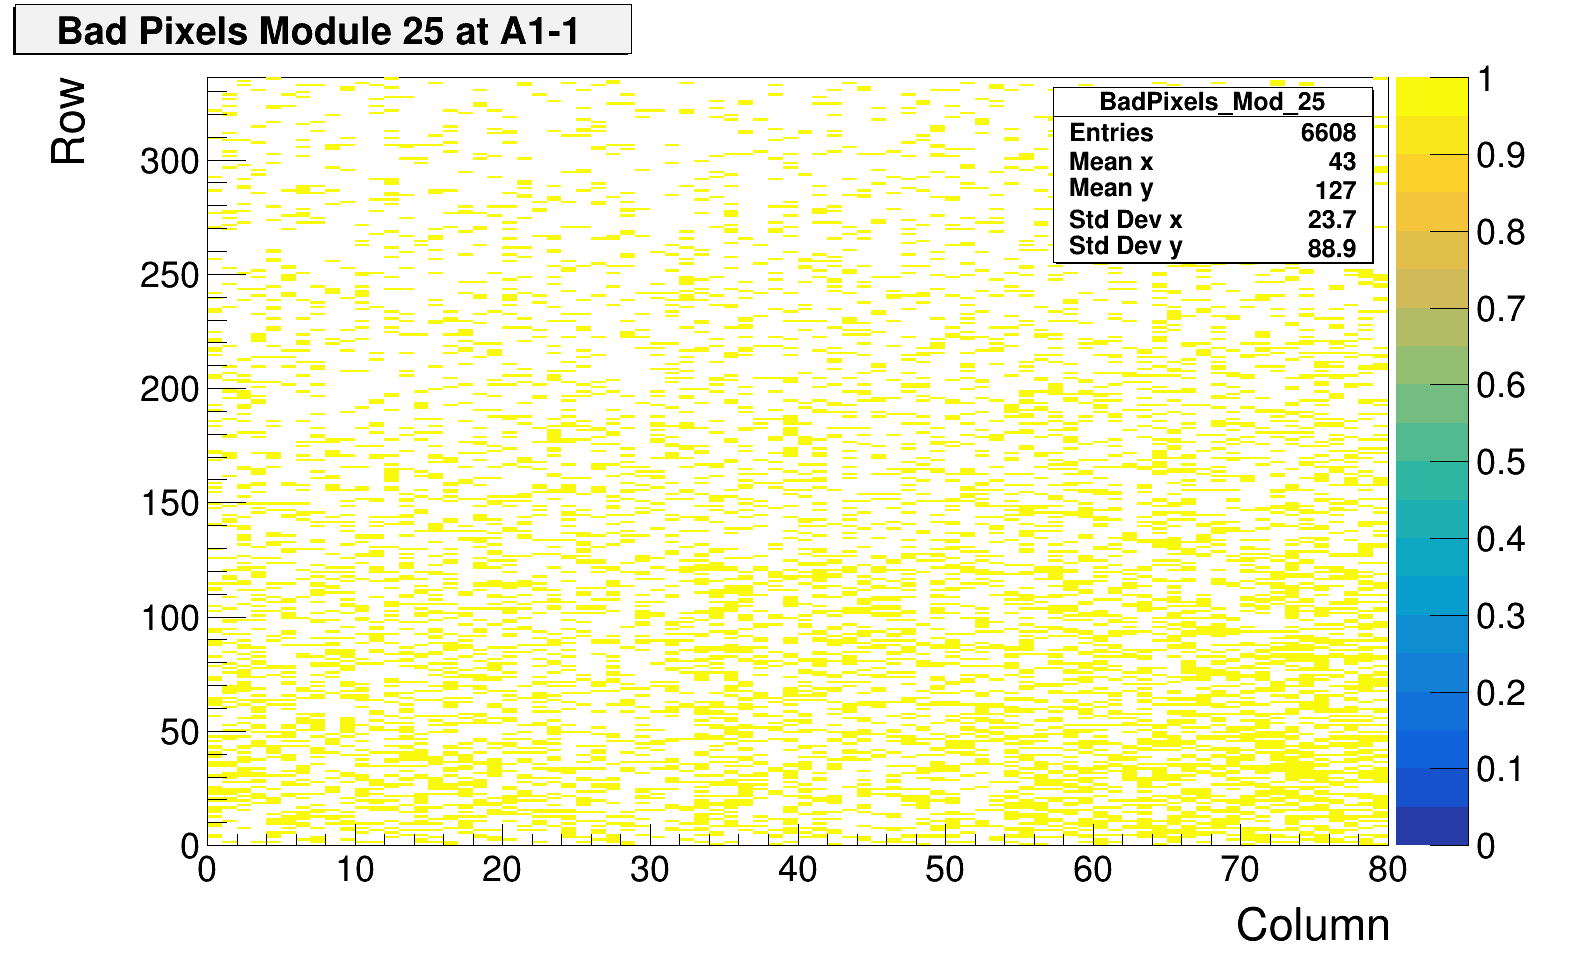 Bad Pixels Module 25 at A1-1
Row
BadPixels_Mod_25
Entries 6608
Mean x 43
Mean y 127
Std Dev x 23.7
Std Dev y 88.9
300
250
200
150
100
50
0
0 10 20 30 40 50 60 70 80
Column
1
0.9
0.8
0.7
0.6
0.5
0.4
0.3
0.2
0.1
0